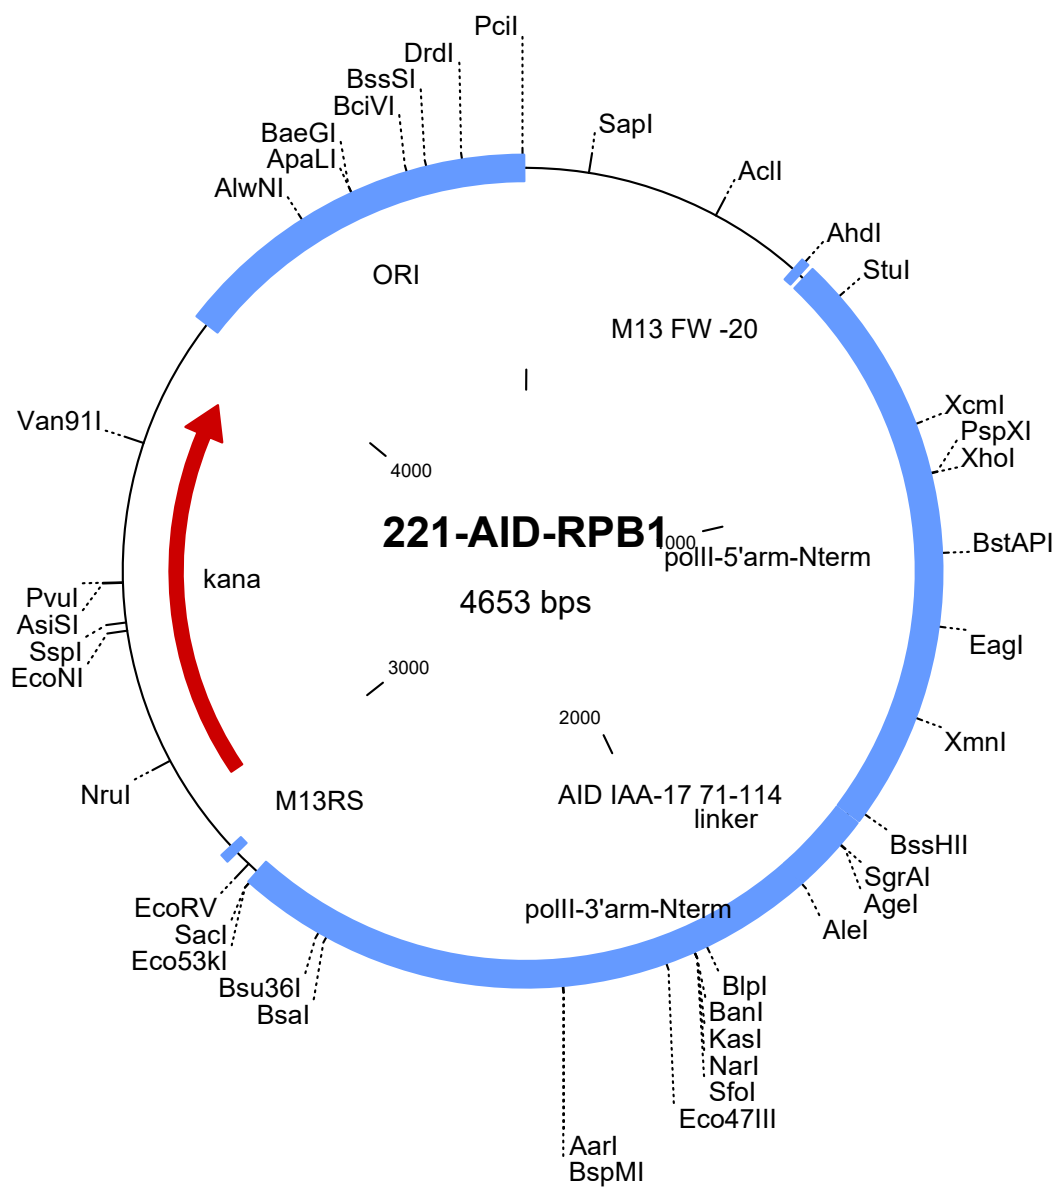 PciI
DrdI
BssSI
BciVI
BaeGI
ApaLI
AlwNI
SapI
AclI
AhdI
StuI
ORI
M13 FW -20
XcmI
PspXI
XhoI
Van91I
4000
221-AID-RPB1
000
polII-5'arm-Nterm
BstAPI
4653 bps
kana
PvuI
AsiSI
SspI
EcoNI
EagI
3000
2000
XmnI
NruI
M13RS
AID IAA-17 71-114
linker
BssHII
SgrAI
AgeI
AleI
EcoRV
SacI
Eco53kI
polII-3'arm-Nterm
Bsu36I
BsaI
BlpI
BanI
KasI
NarI
SfoI
Eco47III
AarI
BspMI